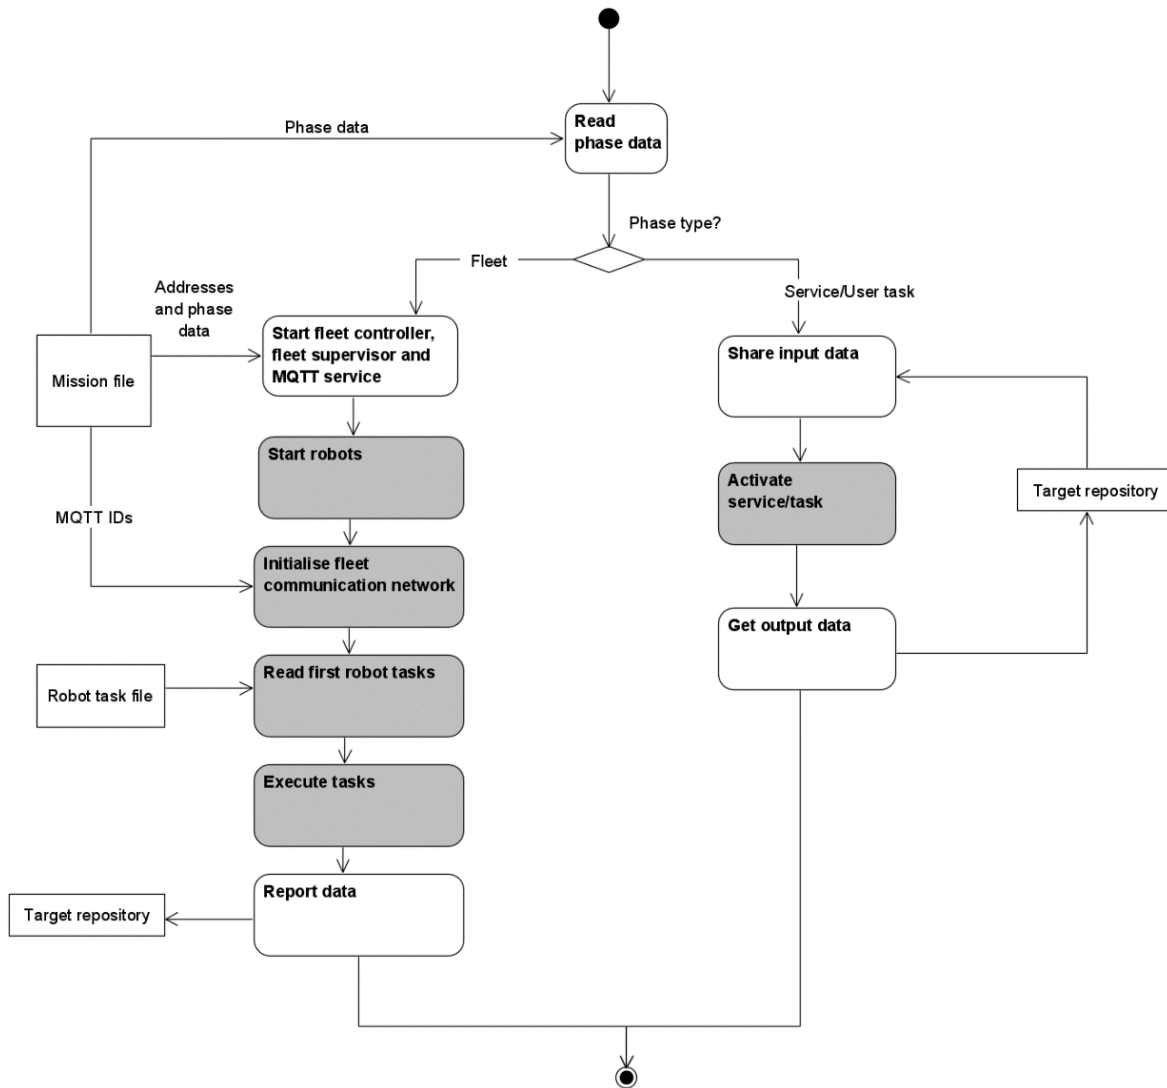 Read
phase data
Phase data
Phase type?
Fleet
Service/User task
Addresses
and phase
data
Mission file
Start fleet controller,
fleet supervisor and
MQTT service
Share input data
Start robots
Activate
service/task
Target repository
MQTT IDs
Initialise fleet
communication network
Get output data
Robot task file
Read first robot tasks
Execute tasks
Report data
Target repository